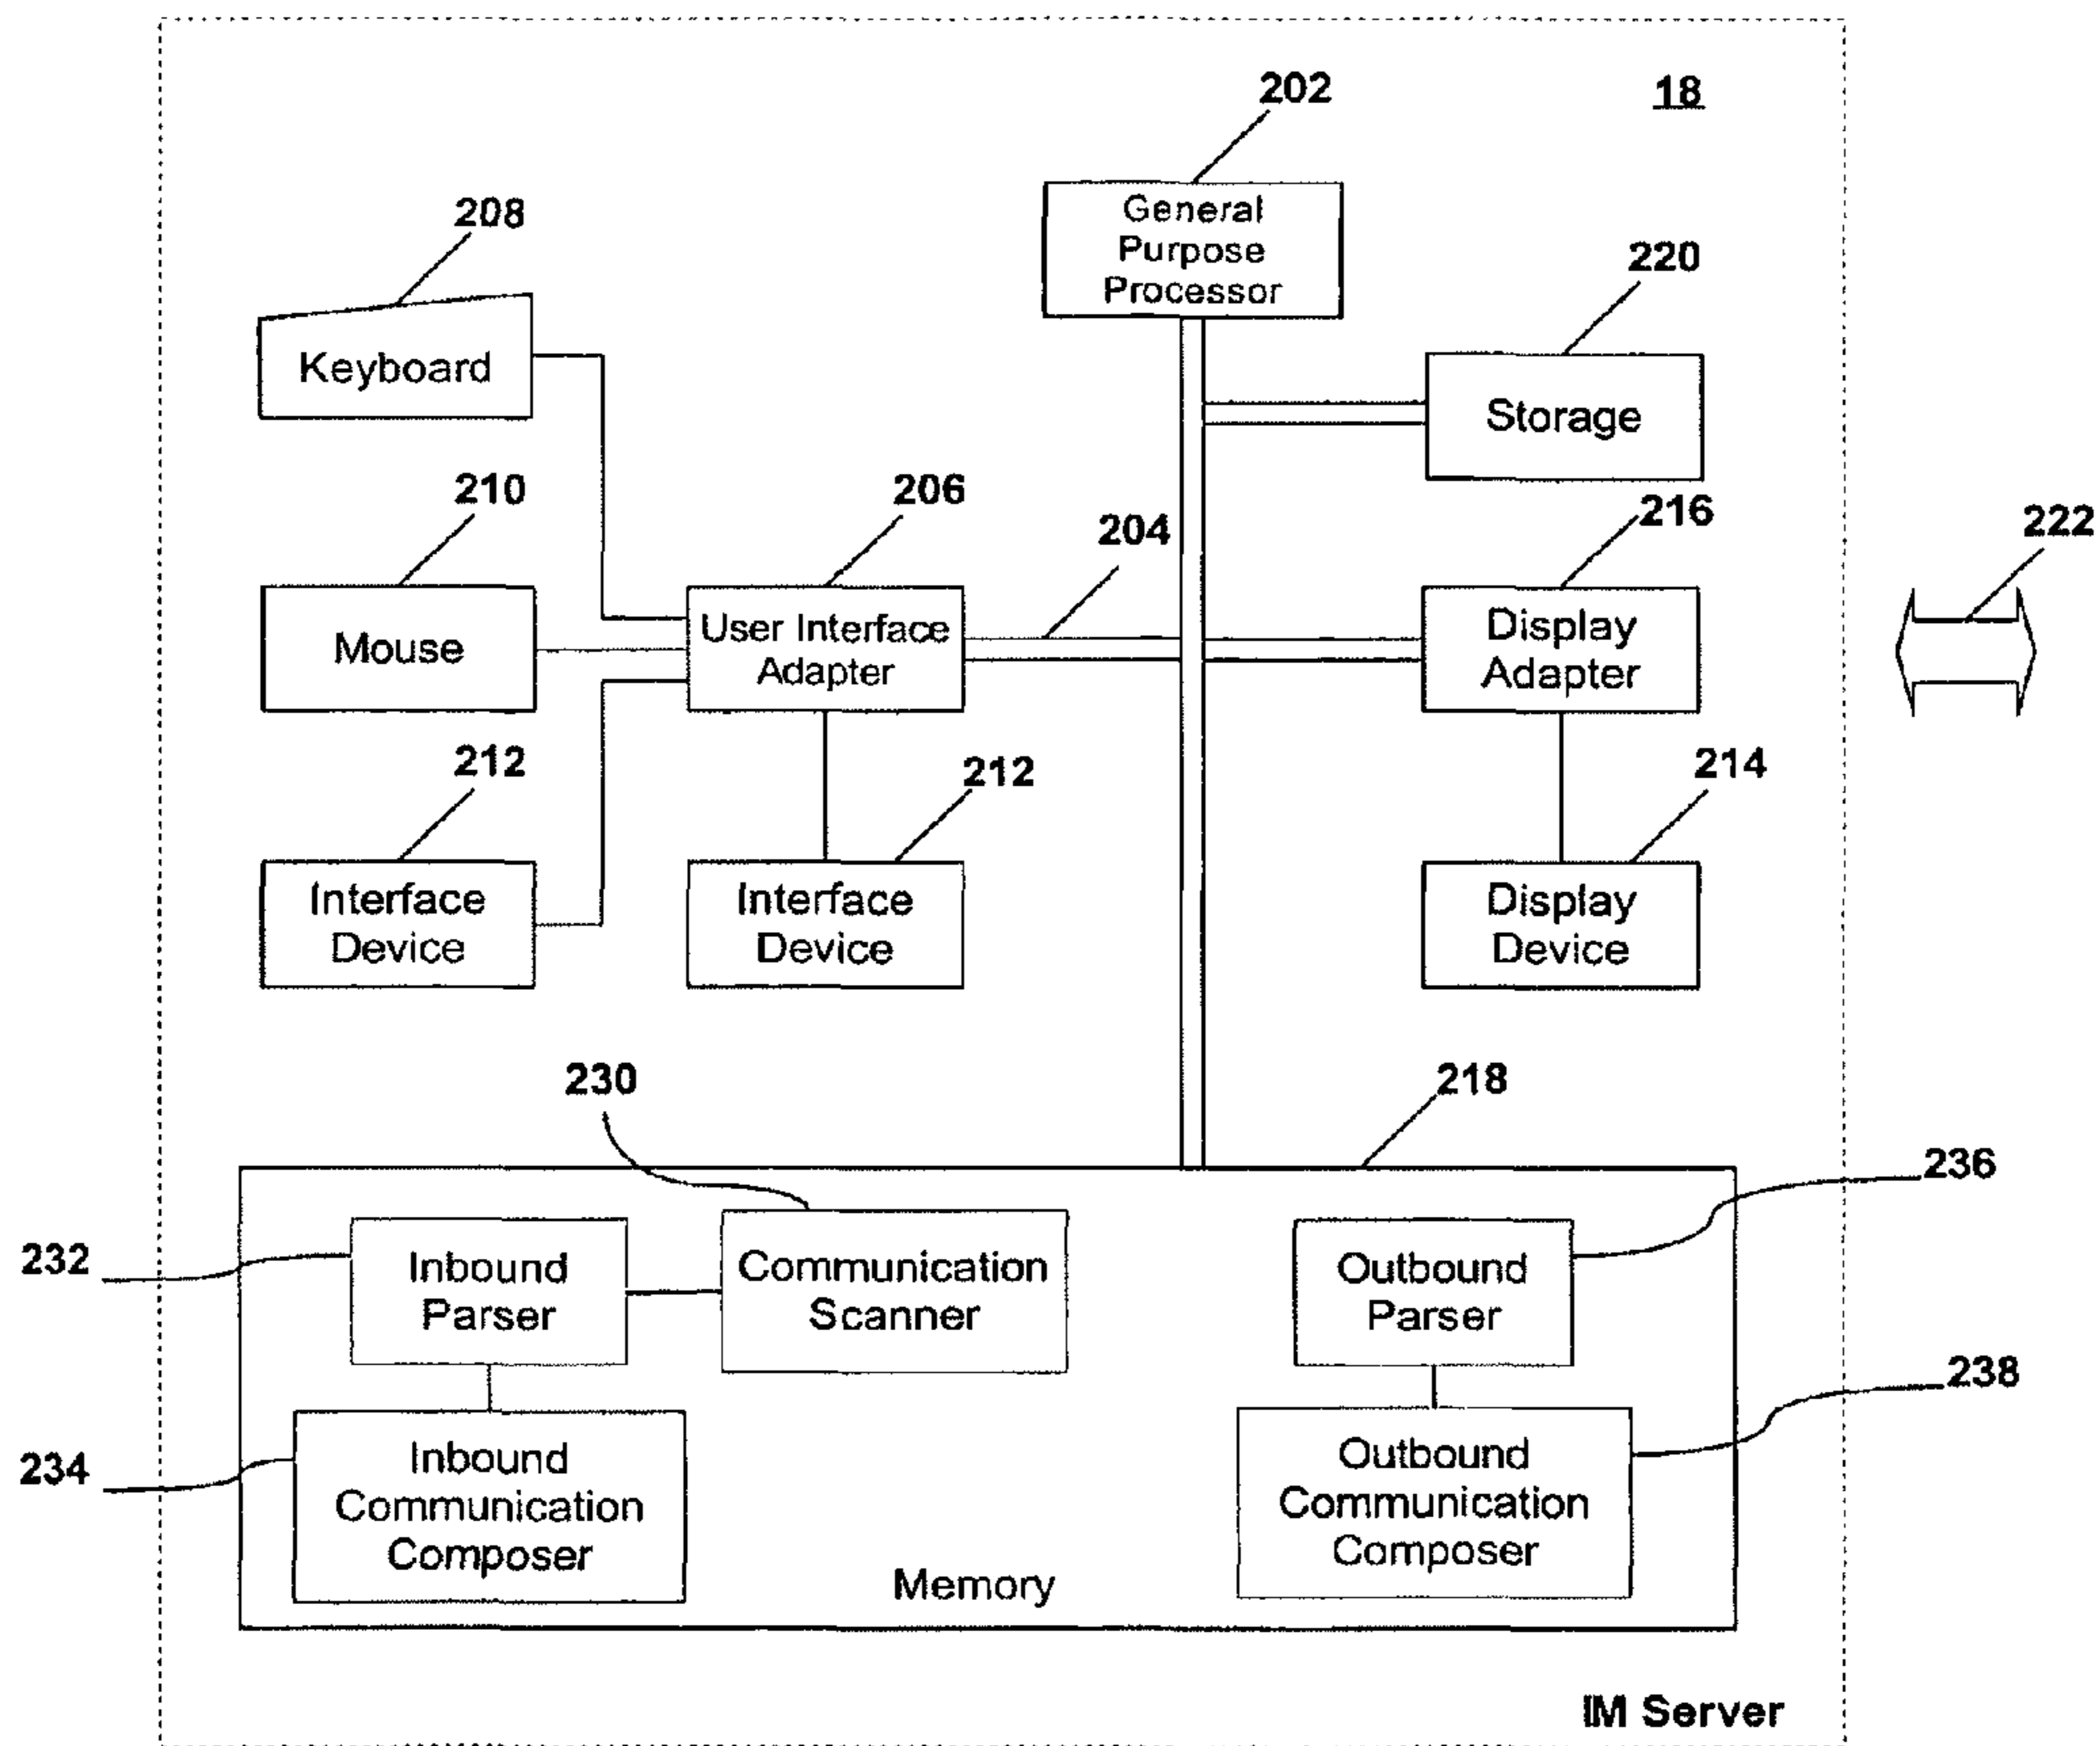 202
18
General
Purpose
Processor
208
220
Keyboard
Storage
210
206
204
216
222
Mouse
User Interface
Adapter
Display
Adapter
212
212
214
Interface
Device
Interface
Device
Display
Device
230
218
236
232
Inbound
Parser
Communication
Scanner
Outbound
Parser
238
234
Inbound
Communication
Composer
Outbound
Communication
Composer
Memory
IM Server